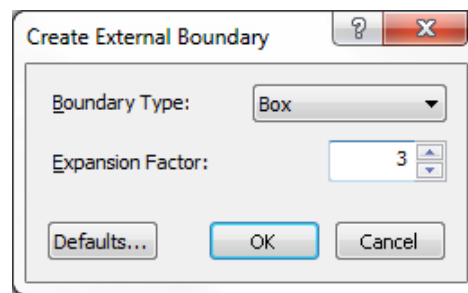 Create External Boundary
Boundary Type: Box
Expansion Factor: 3
Defaults... OK Cancel